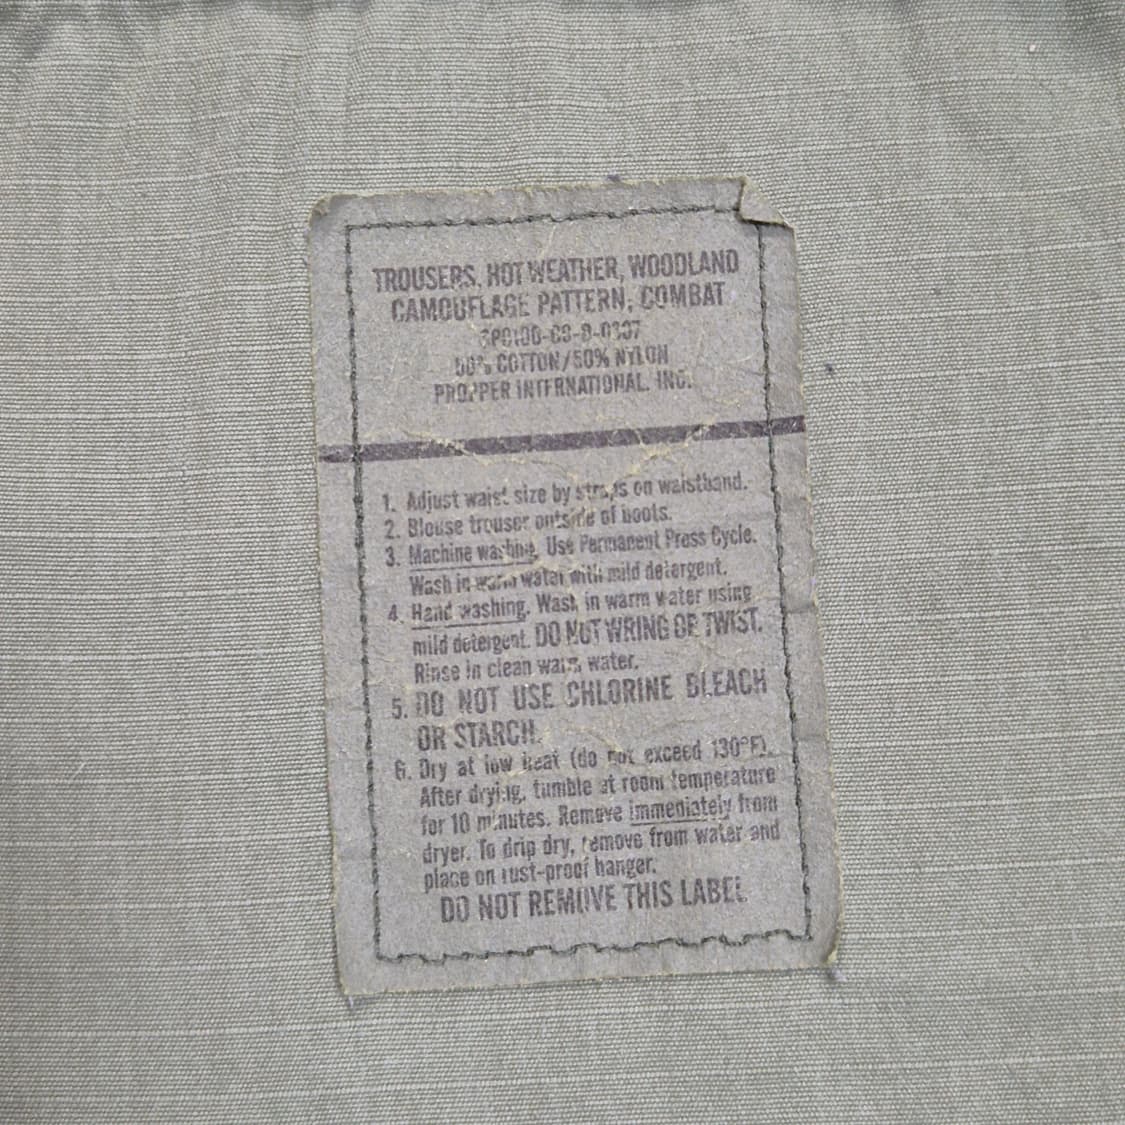 TROUSERS, HOT WEATHER, WOODLAND
CAMOUFLAGE PATTERN, COMBAT
50% COTTON/50% NYLON
PROPPER INTERNATIONAL, INC.
1. Adjust waist size by straps on waistband.
2. Blouse trouser outside of boots.
3. Machine washing. Use Permanent Press Cycle.
Wash in warm water with mild detergent.
4. Hand washing. Wash in warm water using
mild detergent. DO NOT WRING OR TWIST.
Rinse in clean warm water.
5. DO NOT USE CHLORINE BLEACH
OR STARCH.
6. Dry at low heat (do not exceed 130°F).
After drying, tumble at room temperature
for 10 minutes. Remove immediately from
dryer. To drip dry, remove from water and
place on rust-proof hanger.
DO NOT REMOVE THIS LABEL